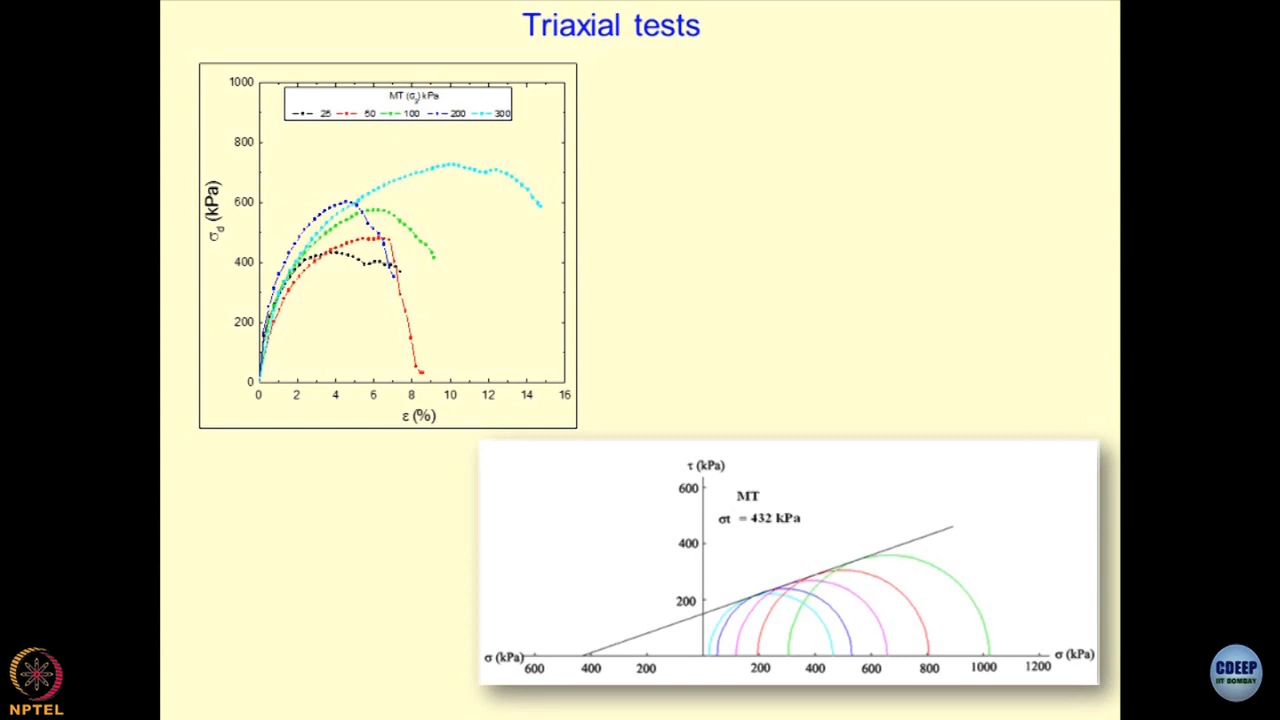 Triaxial tests
1000
800
600
400
200
0
σd (kPa)
MT (σ3) kPa
25 50 100 200 300
0 2 4 6 8 10 12 14 16
ε (%)
τ (kPa)
600
400
200
MT
σt = 432 kPa
σ (kPa) 600 400 200 200 400 600 800 1000 1200 σ (kPa)
NPTEL
CDEEP
IIT BOMBAY